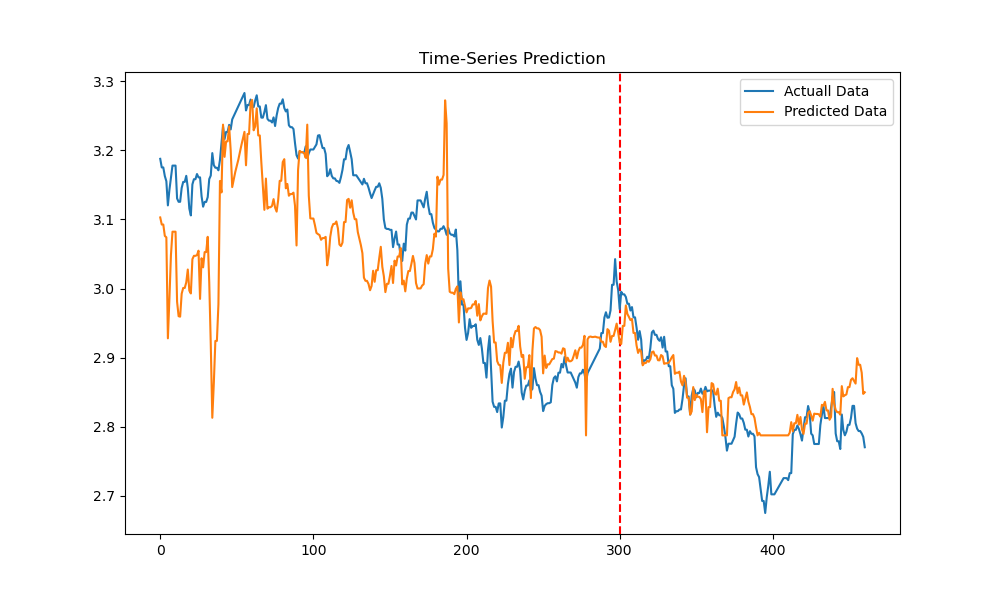 Time-Series Prediction
Actuall Data
Predicted Data
3.3
3.2
3.1
3.0
2.9
2.8
2.7
0 100 200 300 400